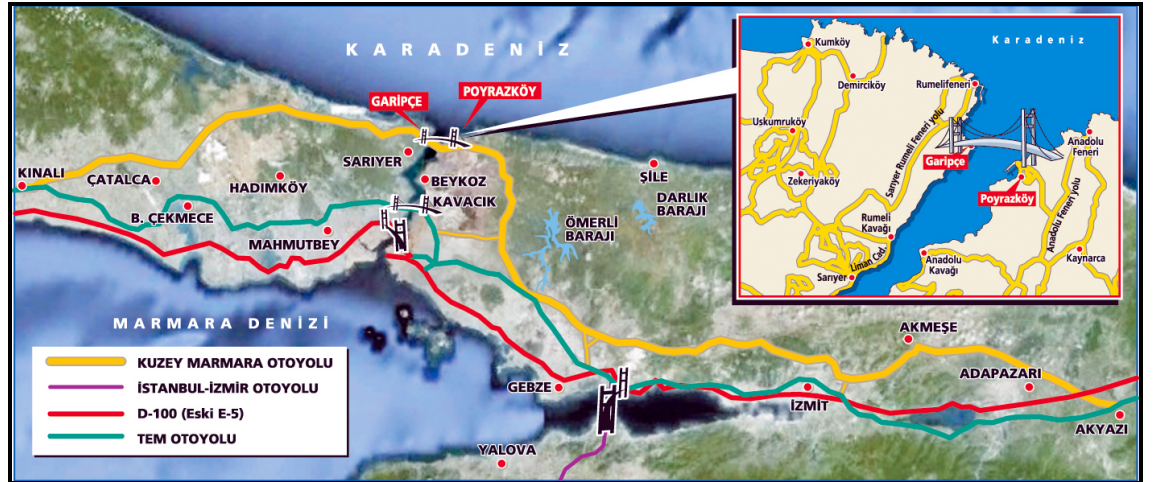 KARADENİZ
GARİPÇE
POYRAZKÖY
SARIYER
KINALI
ÇATALCA
HADIMKÖY
BEYKOZ
KAVACIK
B. ÇEKMECE
MAHMUTBEY
ŞİLE
DARLIK
BARAJI
ÖMERLİ
BARAJI
MARMARA DENİZİ
AKMEŞE
ADAPAZARI
GEBZE
İZMİT
AKYAZI
YALOVA
KUZEY MARMARA OTOYOLU
İSTANBUL-İZMİR OTOYOLU
D-100 (Eski E-5)
TEM OTOYOLU
Karadeniz
Kumköy
Demirciköy
Rumelifeneri
Uskumruköy
Sarıyer Rumeli Feneri yolu
Garipçe
Anadolu
Feneri
Zekeriyaköy
Poyrazköy
Anadolu Feneri yolu
Rumeli
Kavağı
Liman Cad.
Sarıyer
Anadolu
Kavağı
Kaynarca